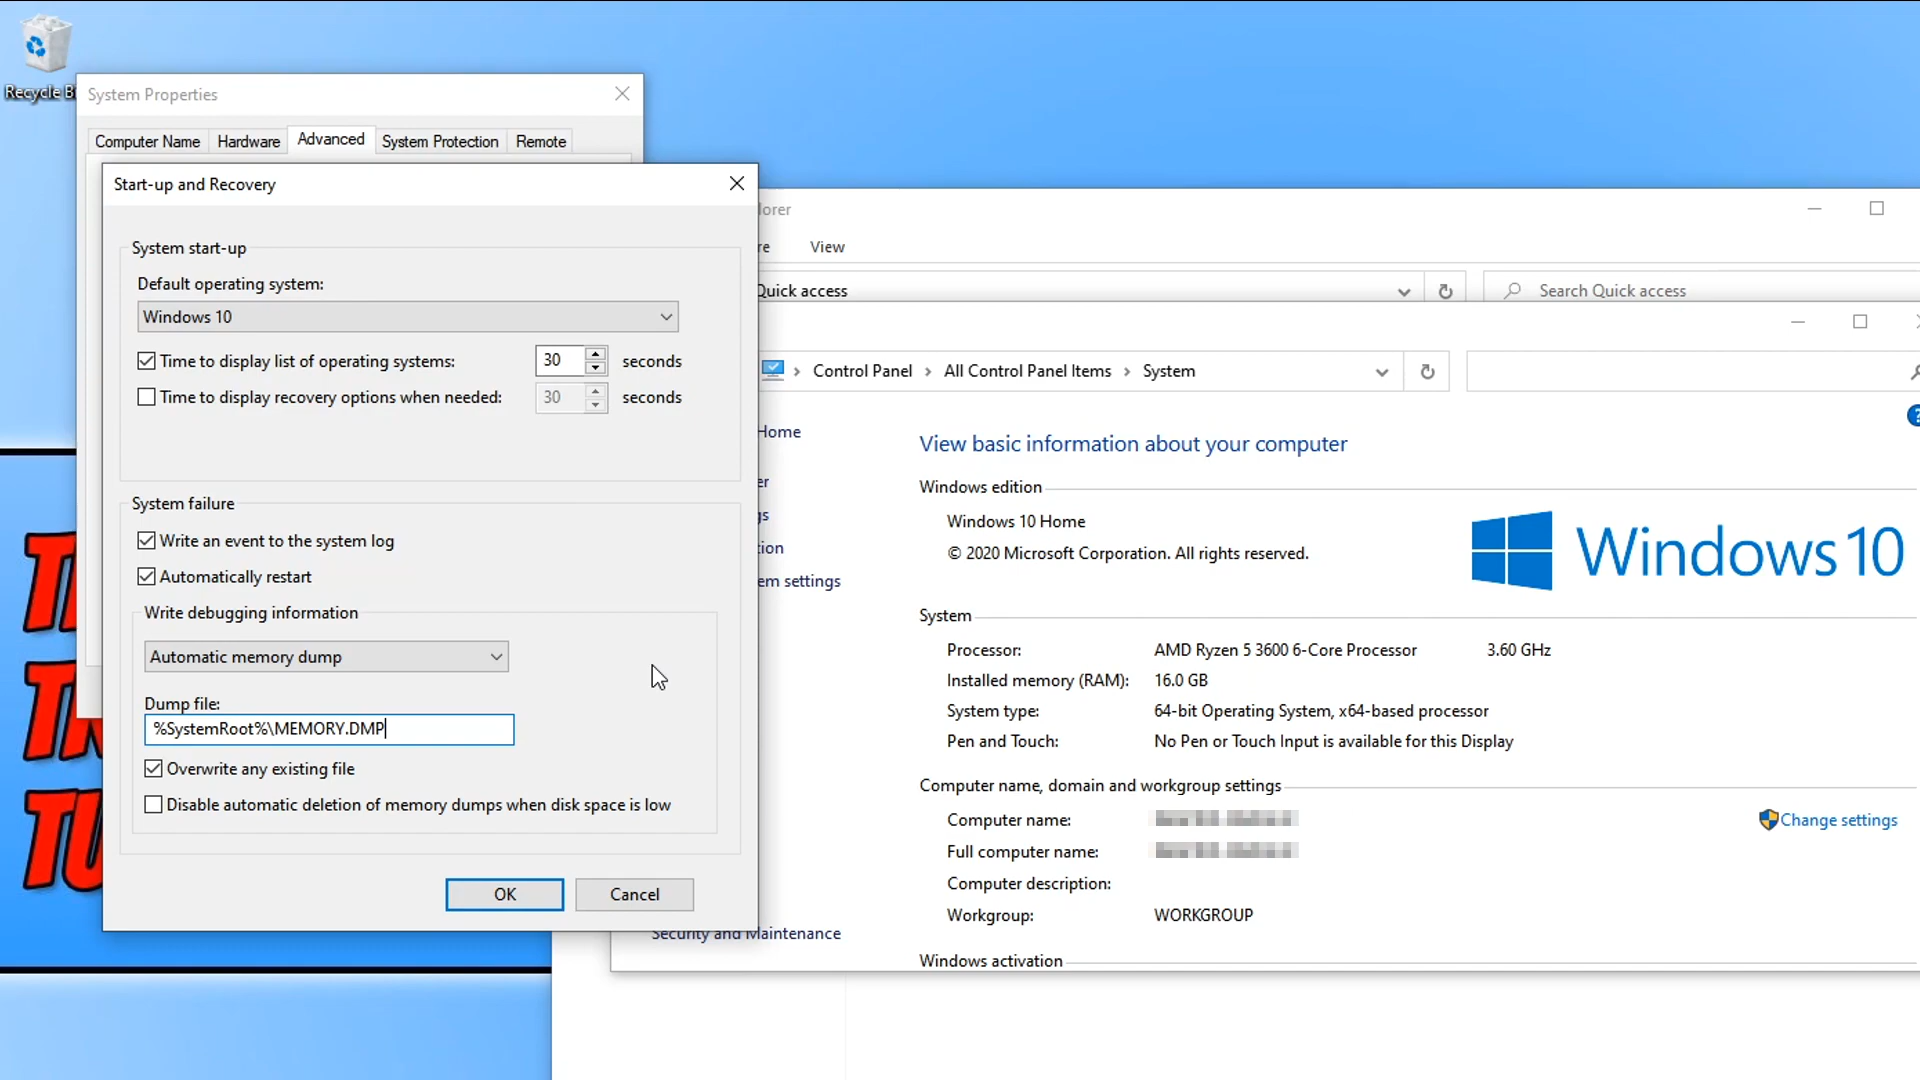 Recycle B
System Properties
Computer Name
Hardware
Advanced
System Protection
Remote
Start-up and Recovery
System start-up
Default operating system:
Windows 10
Time to display list of operating systems:
30
seconds
Time to display recovery options when needed:
30
seconds
System failure
Write an event to the system log
Automatically restart
Write debugging information
Automatic memory dump
Dump file:
%SystemRoot%\MEMORY.DMP
Overwrite any existing file
Disable automatic deletion of memory dumps when disk space is low
OK
Cancel
lorer
re
View
Quick access
Search Quick access
Control Panel
All Control Panel Items
System
Home
er
gs
tion
em settings
Security and Maintenance
View basic information about your computer
Windows edition
Windows 10 Home
© 2020 Microsoft Corporation. All rights reserved.
Windows 10
System
Processor:
AMD Ryzen 5 3600 6-Core Processor
3.60 GHz
Installed memory (RAM):
16.0 GB
System type:
64-bit Operating System, x64-based processor
Pen and Touch:
No Pen or Touch Input is available for this Display
Computer name, domain and workgroup settings
Computer name:
Change settings
Full computer name:
Computer description:
Workgroup:
WORKGROUP
Windows activation